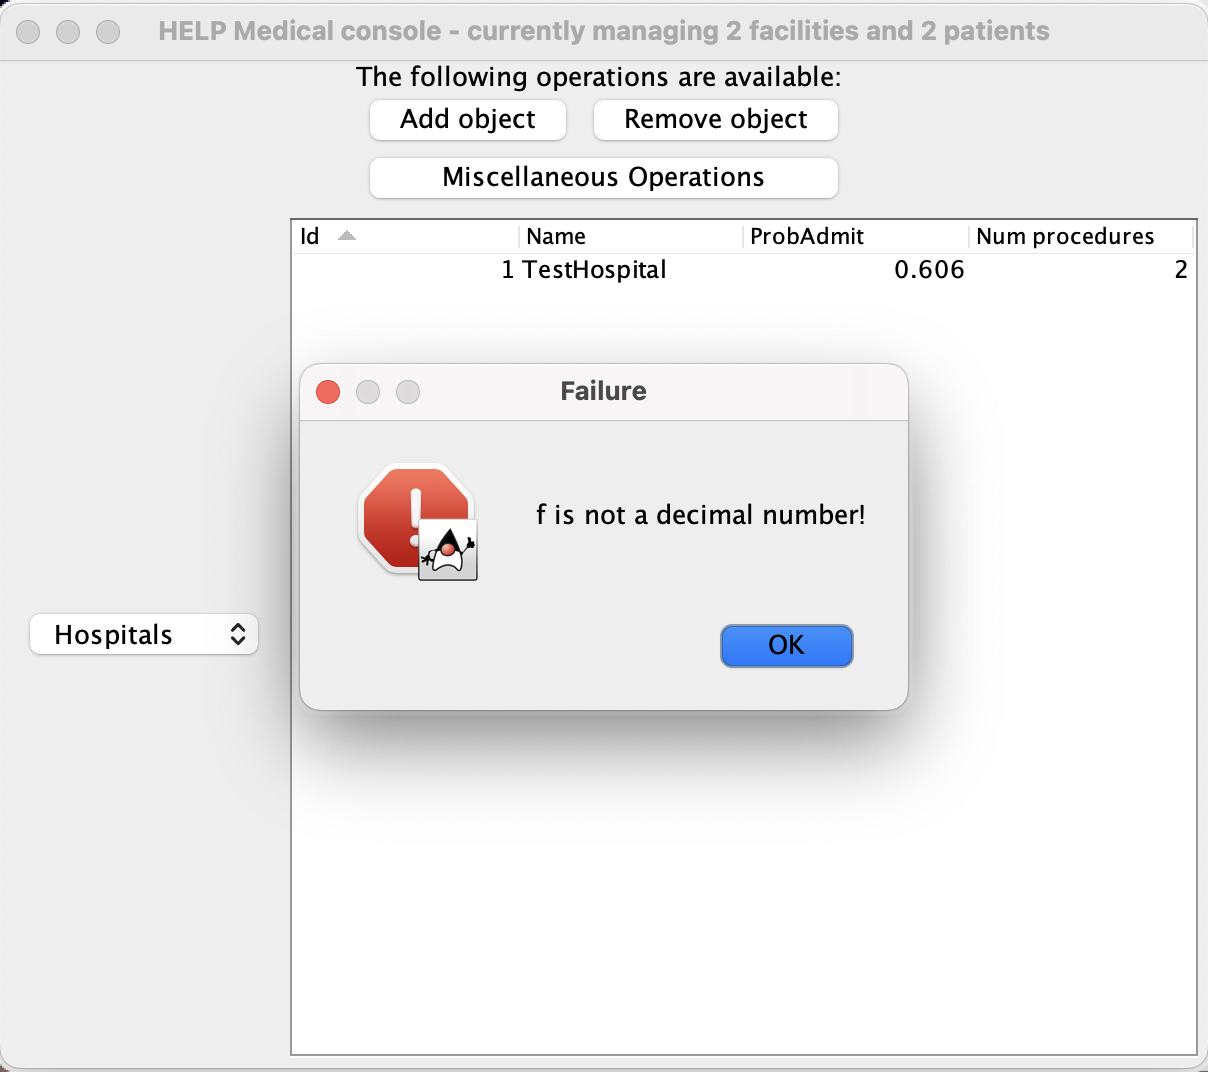 HELP Medical console - currently managing 2 facilities and 2 patients
The following operations are available:
Add object Remove object
Miscellaneous Operations
Id Name ProbAdmit Num procedures
1 TestHospital 0.606 2
Failure
f is not a decimal number!
OK
Hospitals